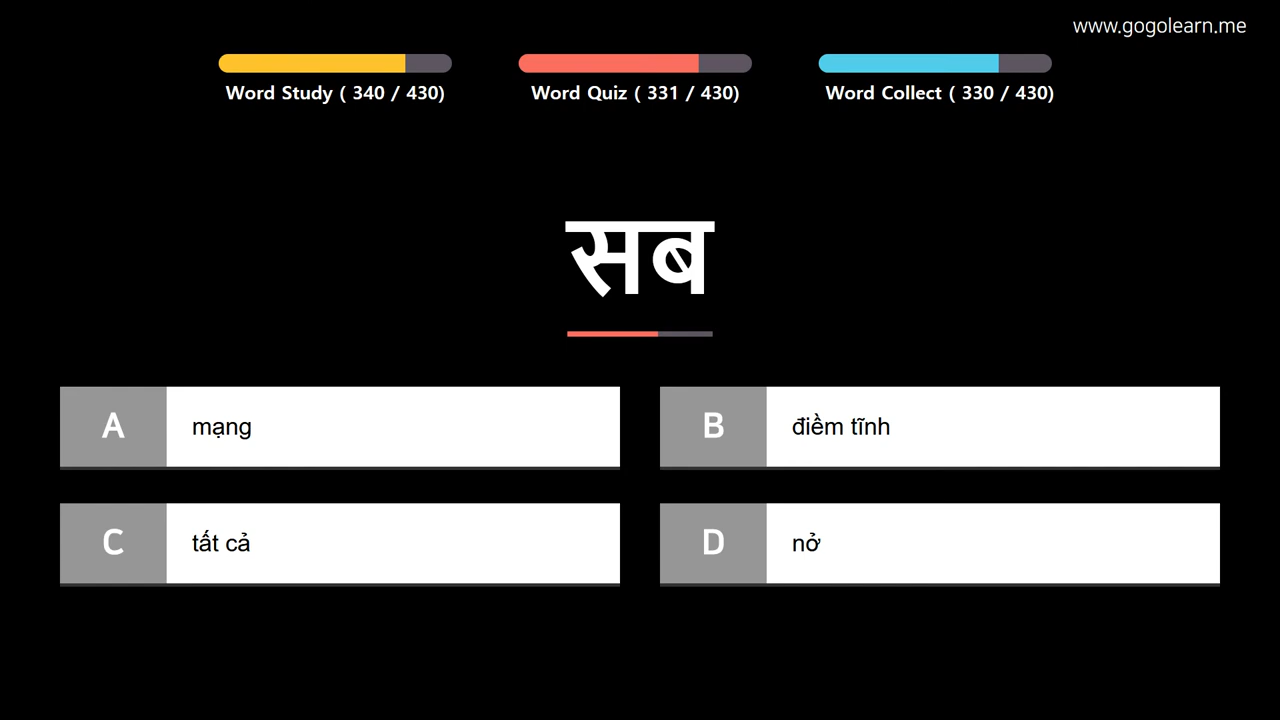 www.gogolearn.me
Word Study ( 340 / 430)
Word Quiz ( 331 / 430)
Word Collect ( 330 / 430)
सब
A
mạng
B
điềm tĩnh
C
tất cả
D
nở